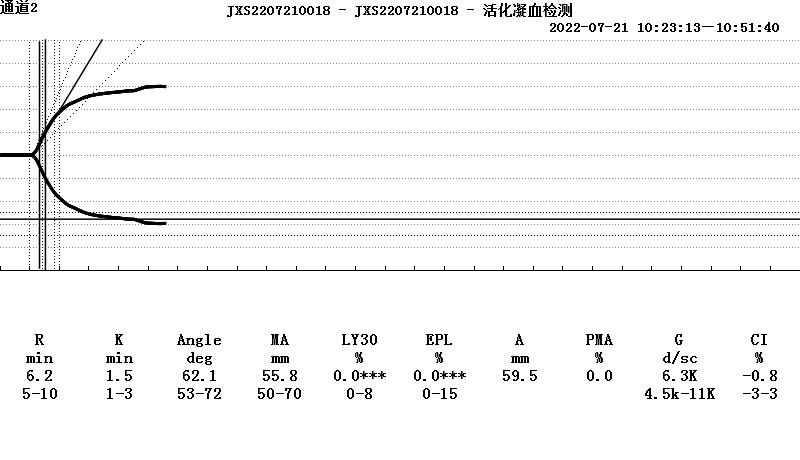 通道2
JXS2207210018 - JXS2207210018 - 活化凝血检测
2022-07-21 10:23:13—10:51:40
R K Angle MA LY30 EPL A PMA G CI
min min deg mm % % mm % d/sc %
6.2 1.5 62.1 55.8 0.0*** 0.0*** 59.5 0.0 6.3K -0.8
5-10 1-3 53-72 50-70 0-8 0-15 4.5k-11K -3-3